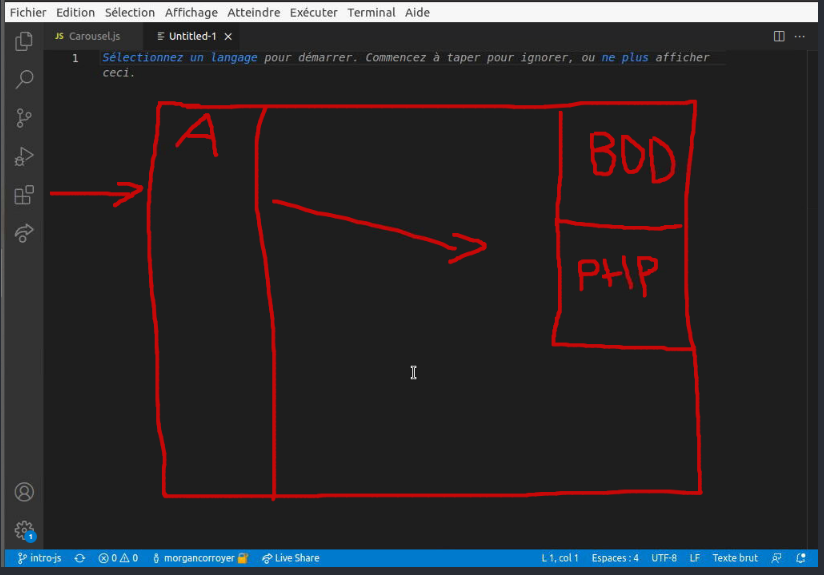 Fichier Edition Sélection Affichage Atteindre Exécuter Terminal Aide
JS Carousel.js Untitled-1
1 Sélectionnez un langage pour démarrer. Commencez à taper pour ignorer, ou ne plus afficher
ceci.
A
BDD
PHP
1
intro-js 0 0 morgancorroyer Live Share L 1, col 1 Espaces : 4 UTF-8 LF Texte brut